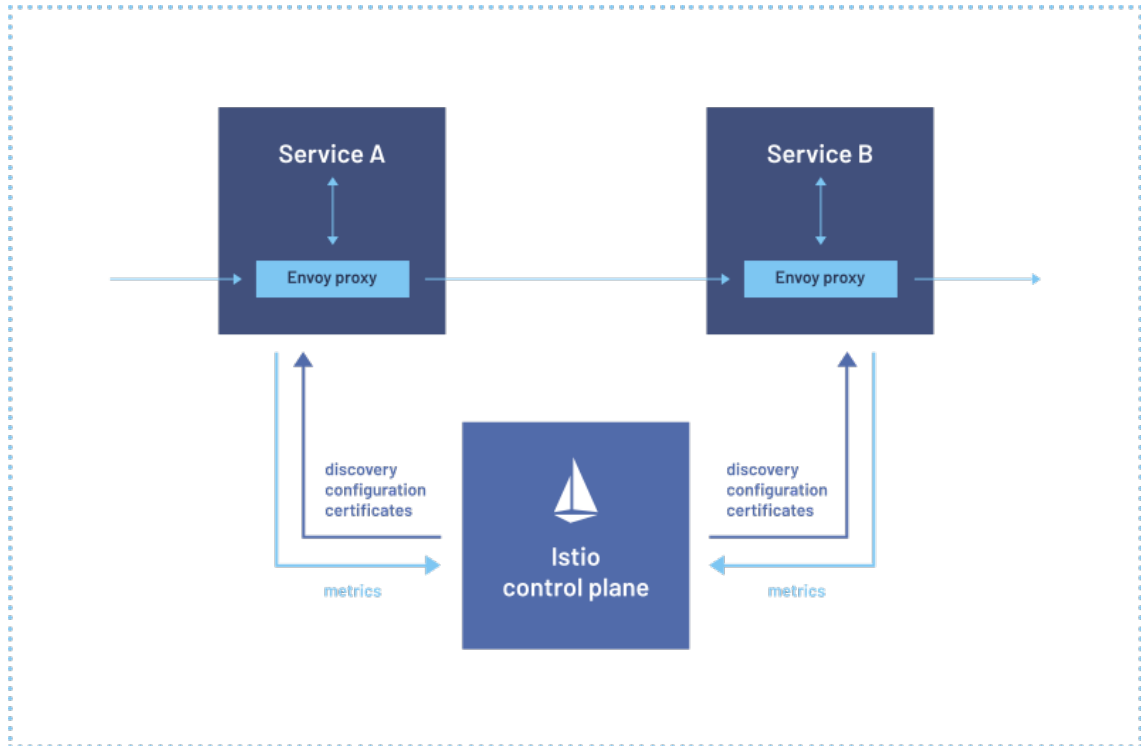 Service A
Envoy proxy
Service B
Envoy proxy
discovery
configuration
certificates
metrics
Istio
control plane
discovery
configuration
certificates
metrics